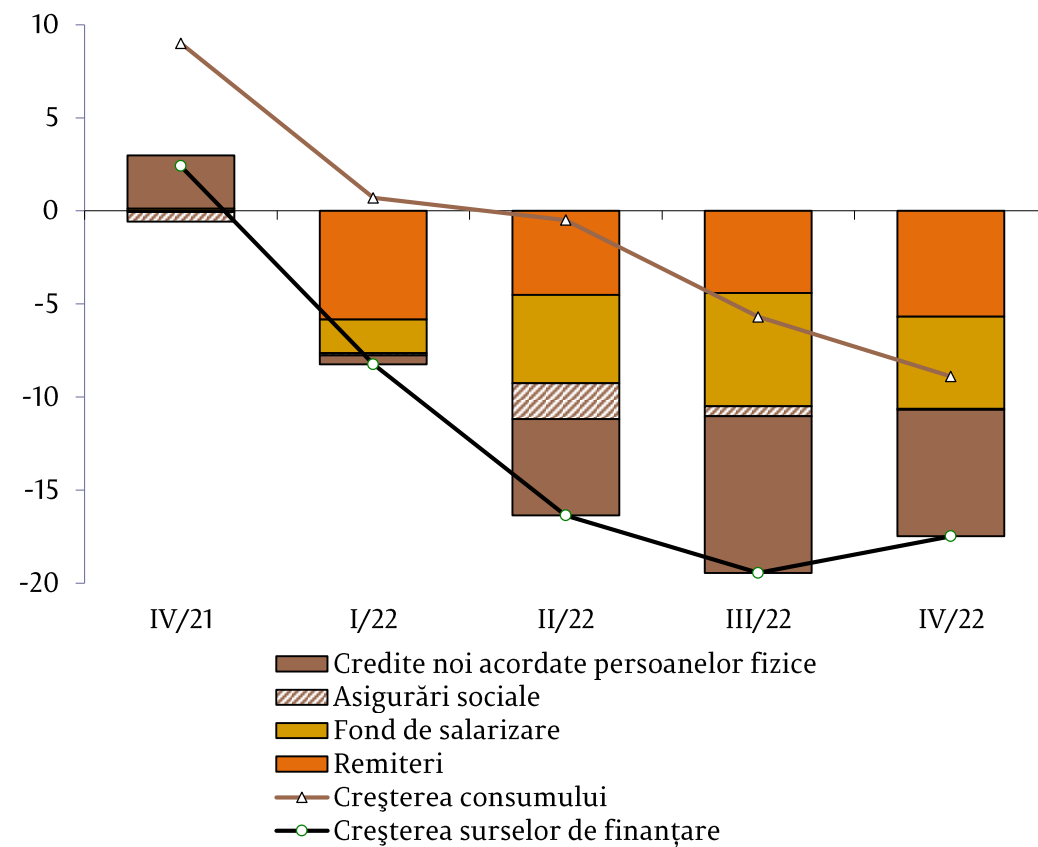 10
5
0
-5
-10
-15
-20
IV/21 I/22 II/22 III/22 IV/22
Credite noi acordate persoanelor fizice
Asigurări sociale
Fond de salarizare
Remiteri
Creşterea consumului
Creşterea surselor de finanțare